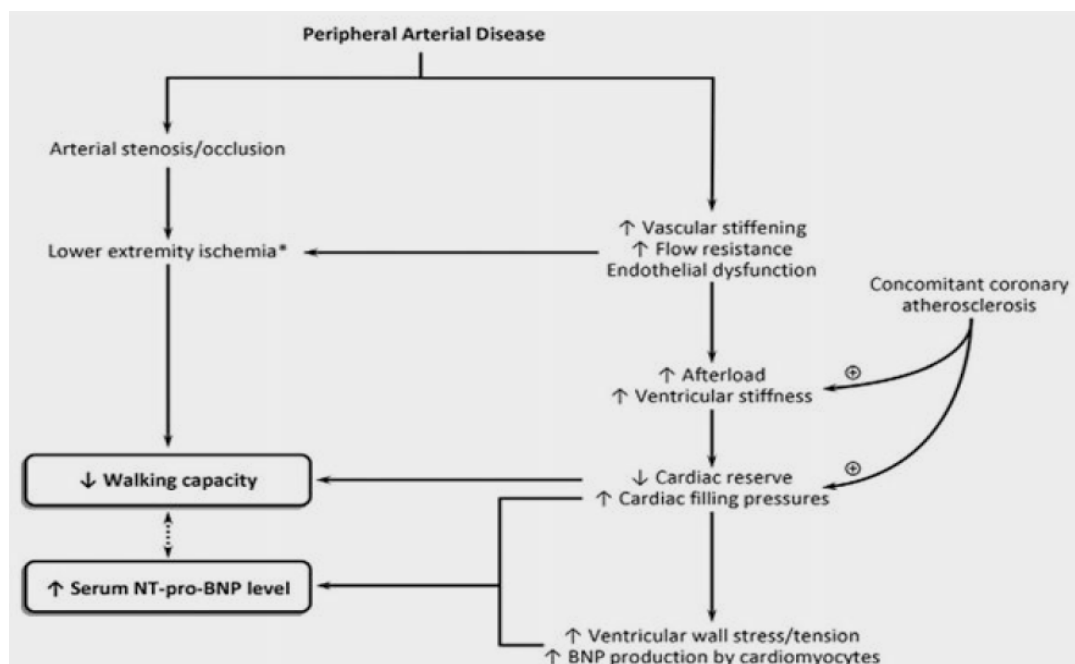 Peripheral Arterial Disease
Arterial stenosis/occlusion
Lower extremity ischemia*
↑ Vascular stiffening
↑ Flow resistance
Endothelial dysfunction
Concomitant coronary
atherosclerosis
⊕
↑ Afterload
↑ Ventricular stiffness
⊕
↓ Walking capacity
↓ Cardiac reserve
↑ Cardiac filling pressures
↑ Serum NT-pro-BNP level
↑ Ventricular wall stress/tension
↑ BNP production by cardiomyocytes